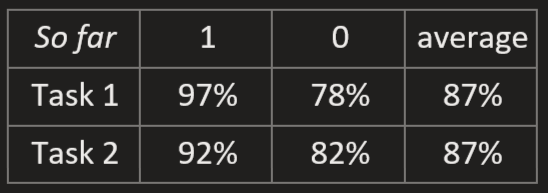 So far 1 0 average
Task 1 97% 78% 87%
Task 2 92% 82% 87%